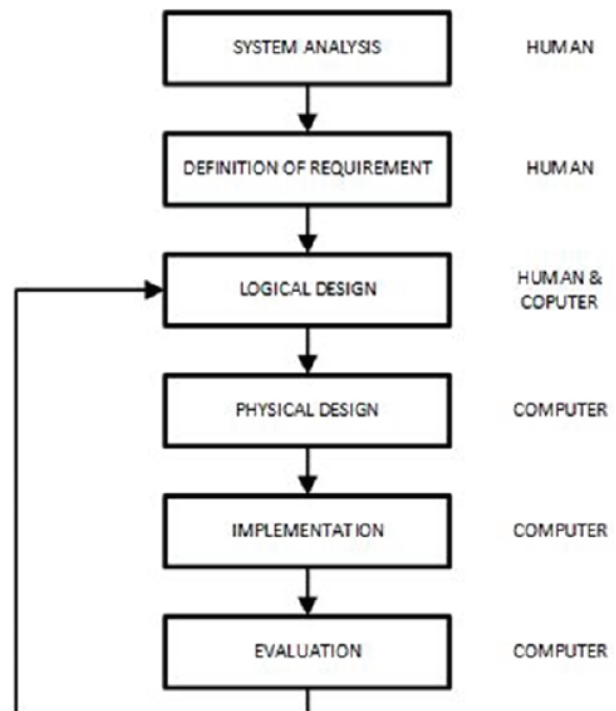 SYSTEM ANALYSIS HUMAN
DEFINITION OF REQUIREMENT HUMAN
LOGICAL DESIGN HUMAN &
COPUTER
PHYSICAL DESIGN COMPUTER
IMPLEMENTATION COMPUTER
EVALUATION COMPUTER